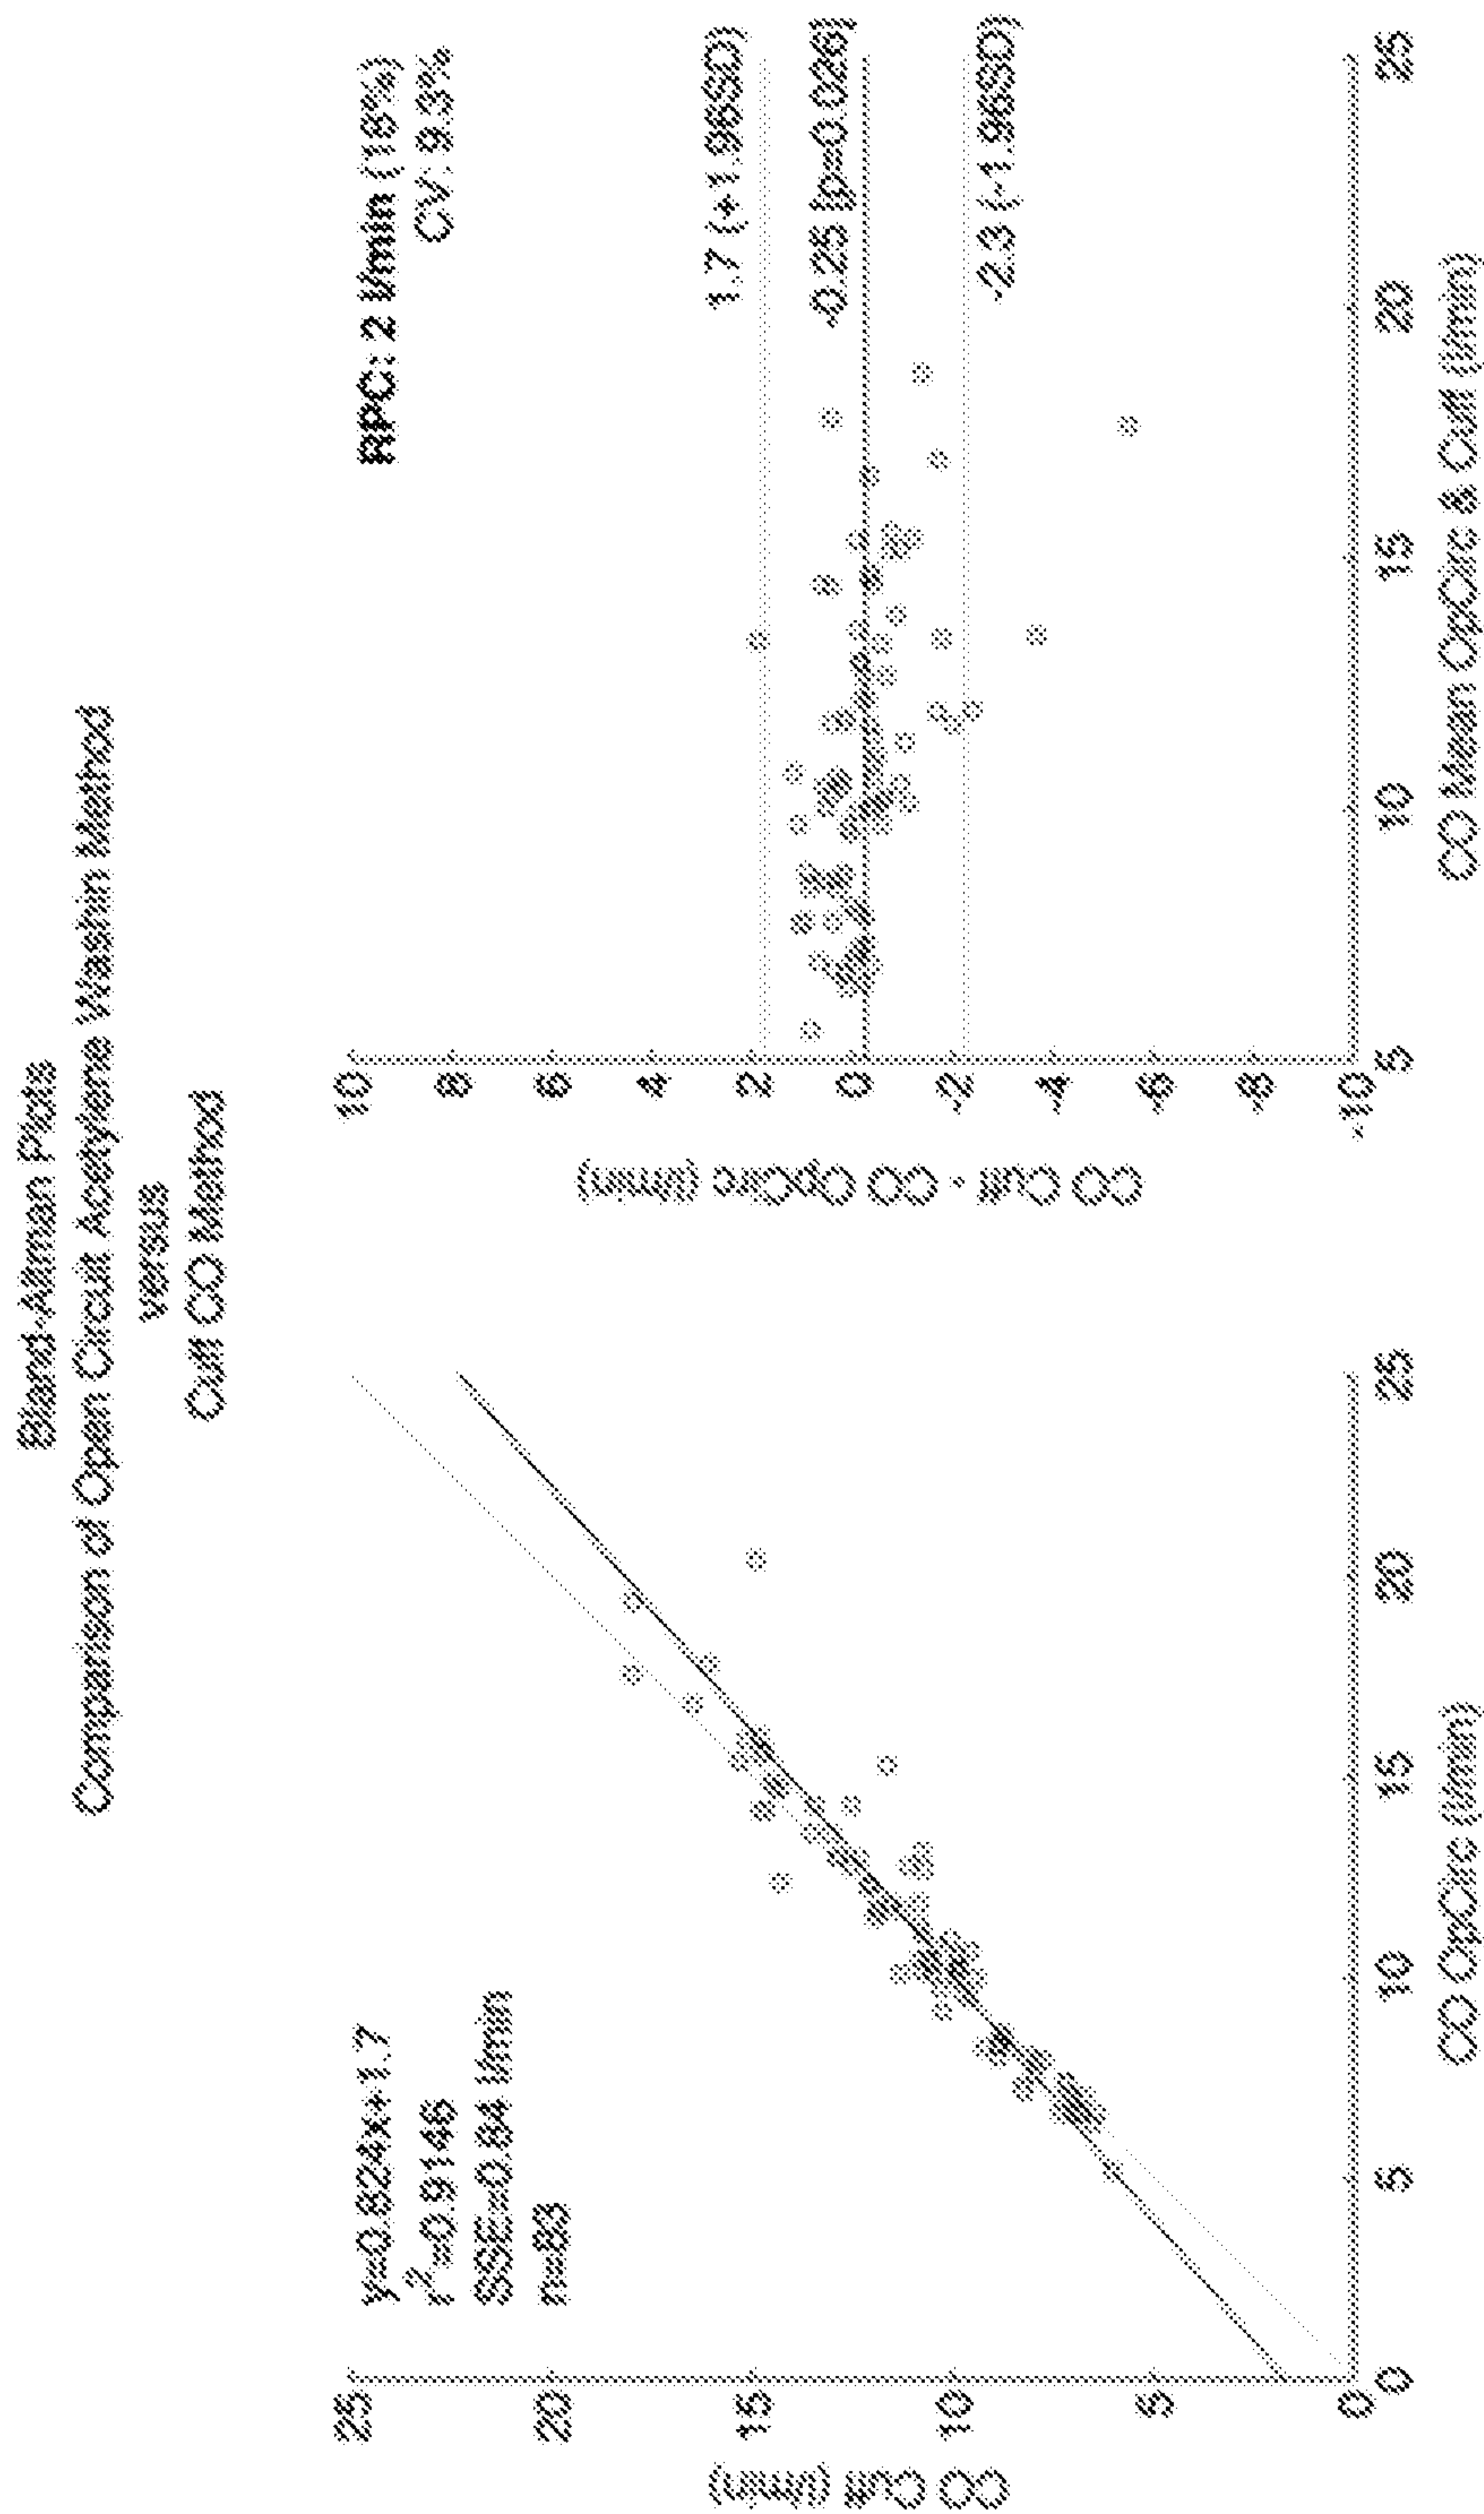 Bland-Altman Plots
Comparison of Open Circuit Acetylene Washin Method
versus
Cuff CO Method
y=0.824x+1.7
r²=0.9146
SSE=0.84 l/min
25
20
15
10
5
0
CO Cuff (l/min)
0
5
10
15
20
25
CO OpCirc (l/min)
RPC: 2 l/min (18%)
CV: 9.3%
1.7 (+1.96SD)
-0.25 [p=0.026]
-2.3 (-1.96SD)
10
8
6
4
2
0
-2
-4
-6
-8
-10
CO Cuff - CO OpCirc (l/min)
5
10
15
20
25
CO Mean OpCirc & Cuff (l/min)